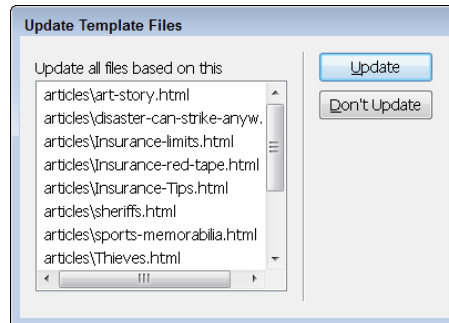 Update Template Files
Update all files based on this
Update
articles\art-story.html
Don't Update
articles\disaster-can-strike-anyw.
articles\Insurance-limits.html
articles\Insurance-red-tape.html
articles\Insurance-Tips.html
articles\sheriffs.html
articles\sports-memorabilia.html
articles\Thieves.html